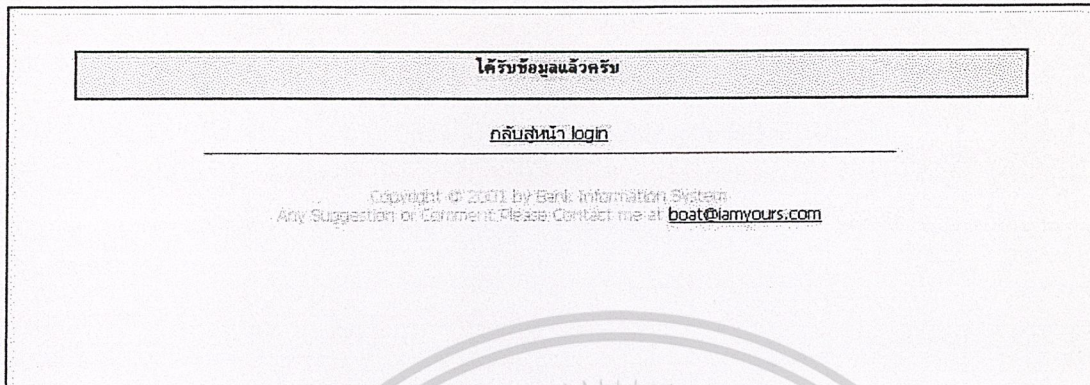 ได้รับข้อมูลแล้วครับ
กลับสู่หน้า login
Copyright © 2001 by Bank Information System
Any Suggestion or Comment Please Contact me at boat@iamyours.com